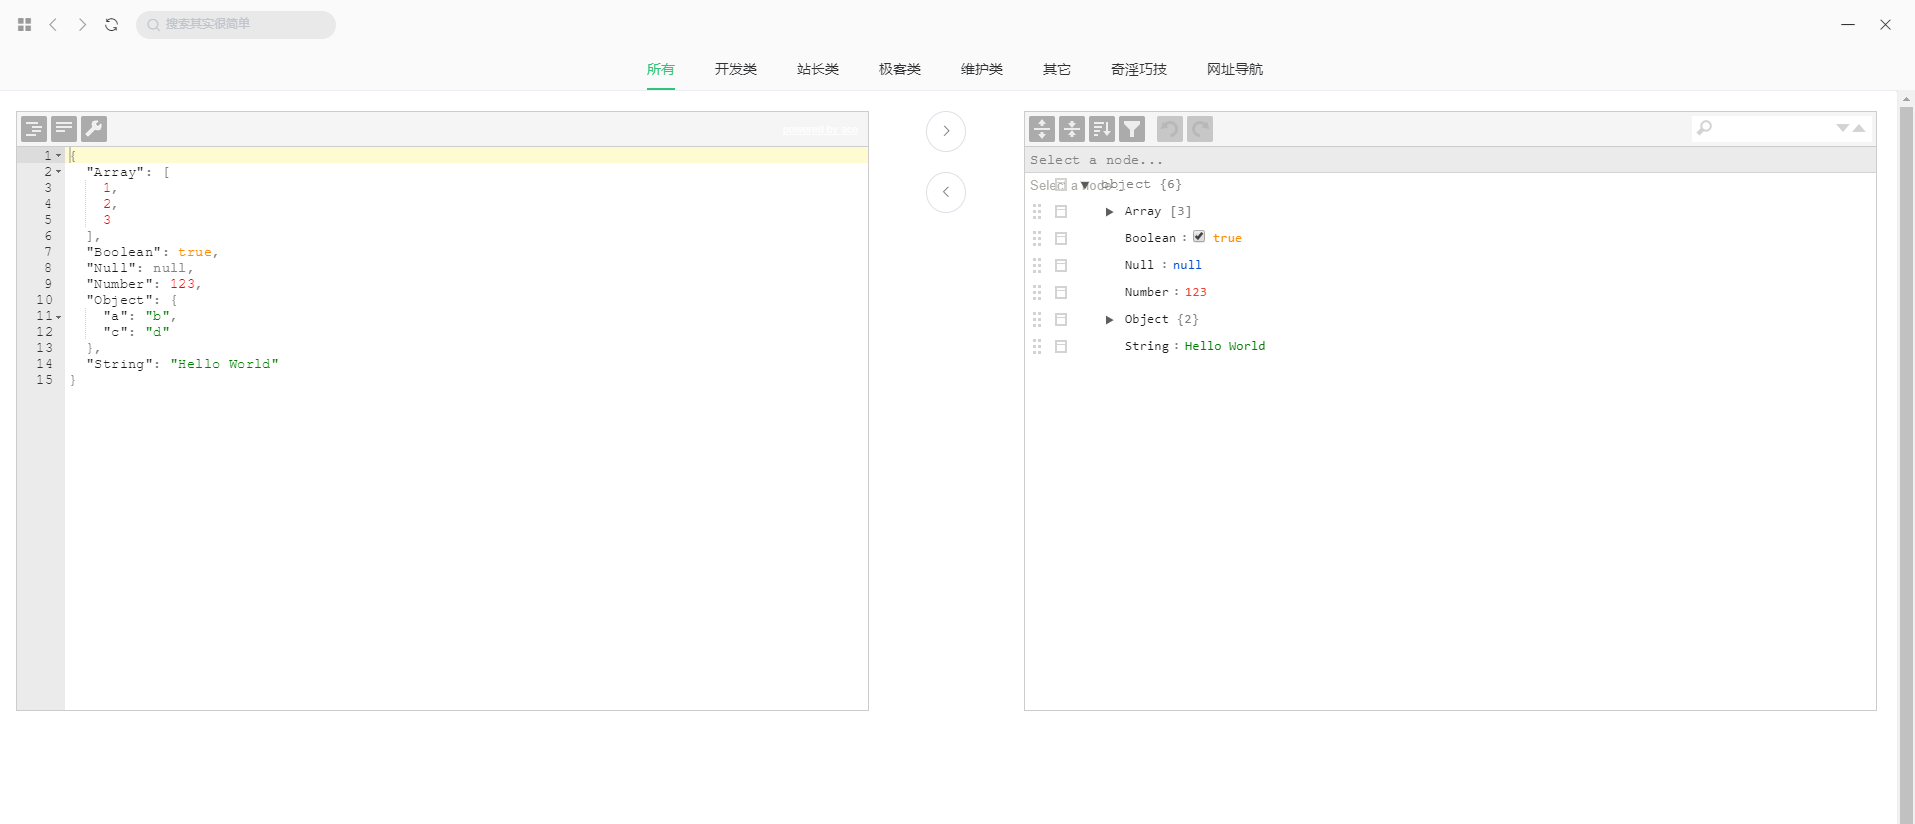 搜索其实很简单
所有 开发类 站长类 极客类 维护类 其它 奇淫巧技 网址导航
powered by ace
1 {
2 "Array": [
3 1,
4 2,
5 3
6 ],
7 "Boolean": true,
8 "Null": null,
9 "Number": 123,
10 "Object": {
11 "a": "b",
12 "c": "d"
13 },
14 "String": "Hello World"
15 }
Select a node...
Select a node...
object {6}
Array [3]
Boolean : true
Null : null
Number : 123
Object {2}
String : Hello World